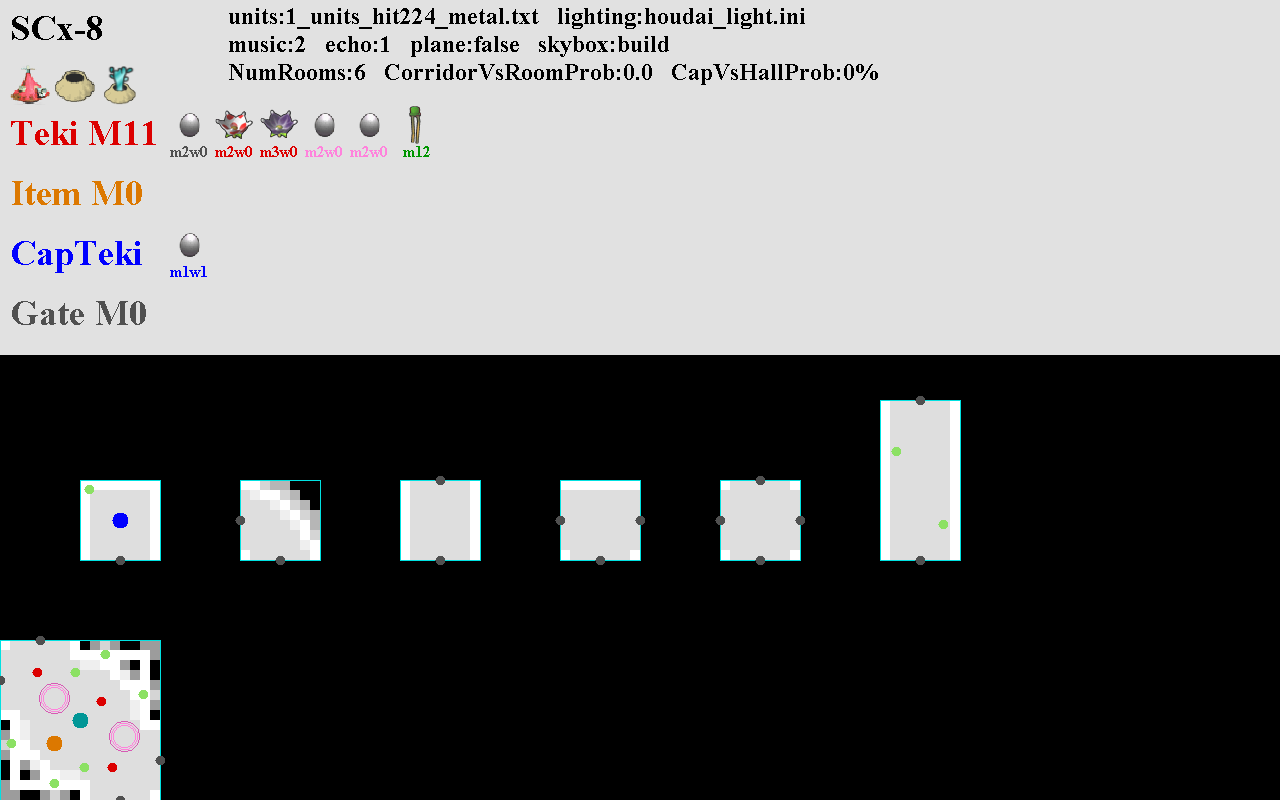 SCx-8
units:1_units_hit224_metal.txt lighting:houdai_light.ini
music:2 echo:1 plane:false skybox:build
NumRooms:6 CorridorVsRoomProb:0.0 CapVsHallProb:0%
Teki M11
m2w0 m2w0 m3w0 m2w0 m2w0 m12
Item M0
CapTeki
m1w1
Gate M0